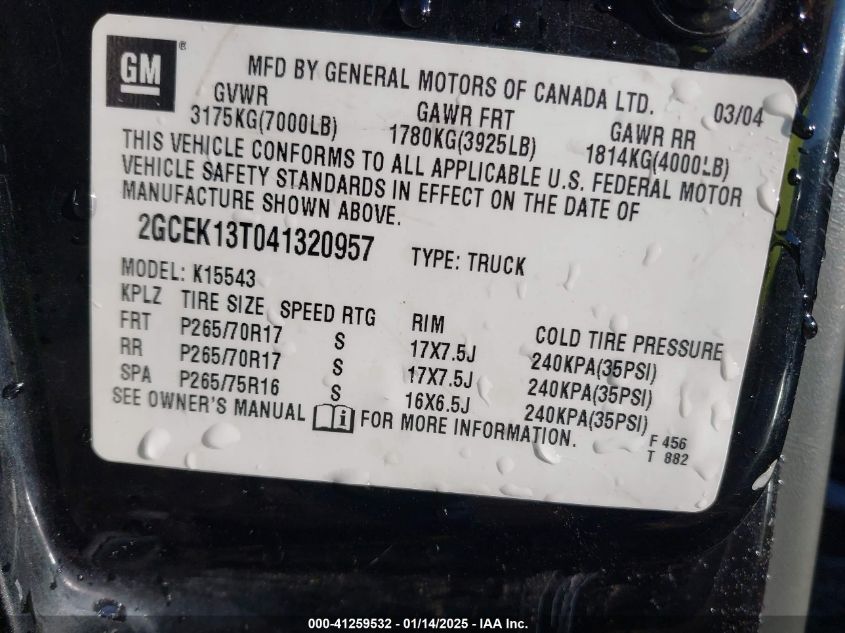 GM ®
MFD BY GENERAL MOTORS OF CANADA LTD. 03/04
GVWR GAWR FRT GAWR RR
3175KG(7000LB) 1780KG(3925LB) 1814KG(4000LB)
THIS VEHICLE CONFORMS TO ALL APPLICABLE U.S. FEDERAL MOTOR
VEHICLE SAFETY STANDARDS IN EFFECT ON THE DATE OF
MANUFACTURE SHOWN ABOVE.
2GCEK13T041320957 TYPE: TRUCK
MODEL: K15543
KPLZ TIRE SIZE SPEED RTG RIM COLD TIRE PRESSURE
FRT P265/70R17 S 17X7.5J 240KPA(35PSI)
RR P265/70R17 S 17X7.5J 240KPA(35PSI)
SPA P265/75R16 S 16X6.5J 240KPA(35PSI)
SEE OWNER'S MANUAL i FOR MORE INFORMATION.
F 456
T 882
000-41259532 - 01/14/2025 - IAA Inc.